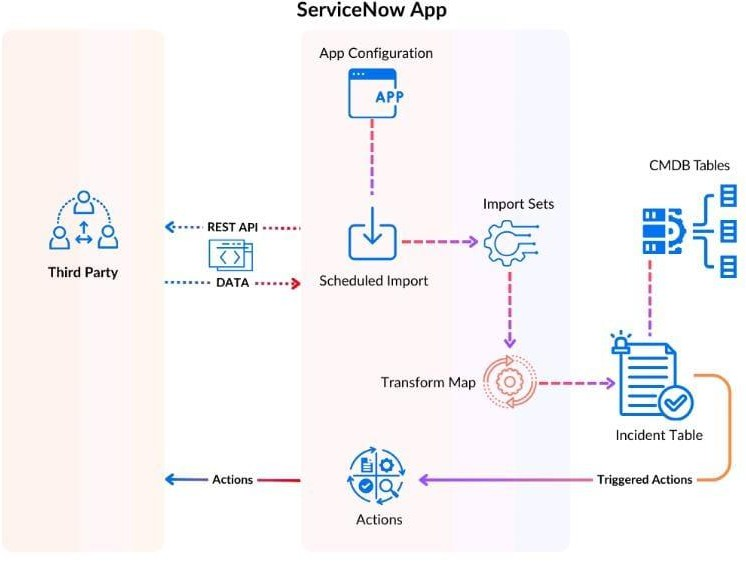 ServiceNow App
App Configuration
APP
CMDB Tables
Import Sets
REST API
Third Party
DATA
Scheduled Import
Transform Map
Incident Table
Actions
Triggered Actions
Actions